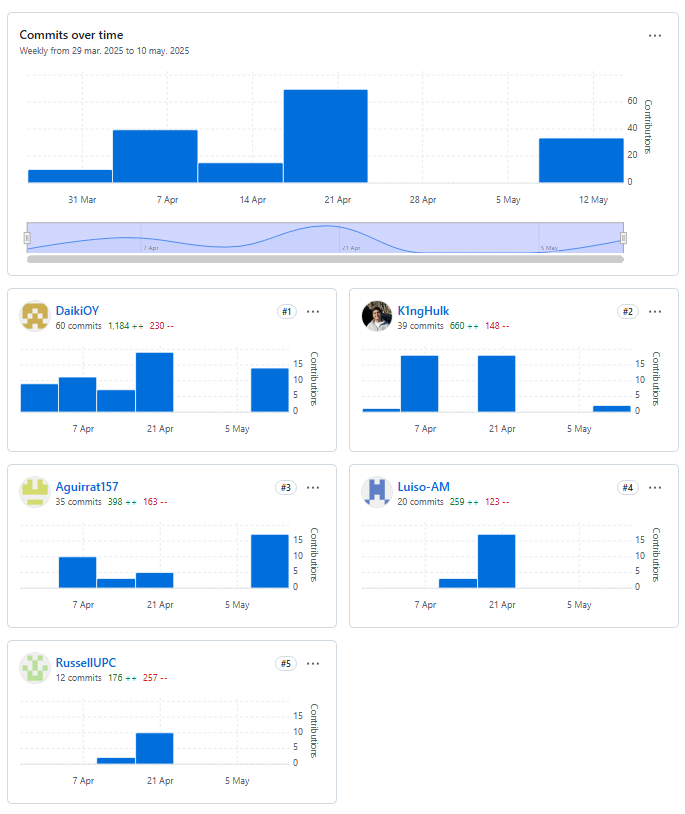 Commits over time
Weekly from 29 mar. 2025 to 10 may. 2025
60
40
20
0
Contributions
31 Mar 7 Apr 14 Apr 21 Apr 28 Apr 5 May 12 May
7 Apr 21 Apr 5 May
DaikiOY #1
60 commits 1,184 ++ 230 --
15
10
5
0
Contributions
7 Apr 21 Apr 5 May
K1ngHulk #2
39 commits 660 ++ 148 --
15
10
5
0
Contributions
7 Apr 21 Apr 5 May
Aguirrat157 #3
35 commits 398 ++ 163 --
15
10
5
0
Contributions
7 Apr 21 Apr 5 May
Luiso-AM #4
20 commits 259 ++ 123 --
15
10
5
0
Contributions
7 Apr 21 Apr 5 May
RussellUPC #5
12 commits 176 ++ 257 --
15
10
5
0
Contributions
7 Apr 21 Apr 5 May